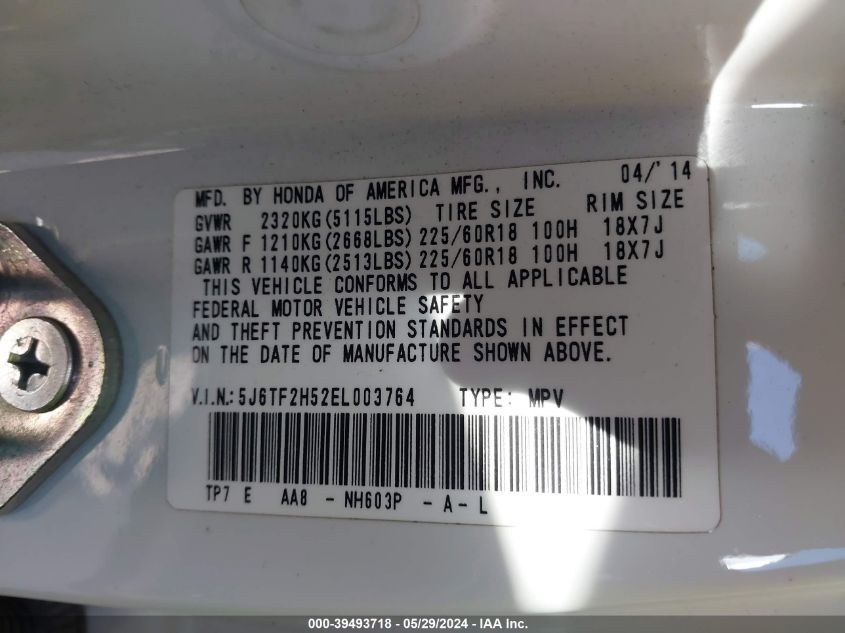 MFD. BY HONDA OF AMERICA MFG., INC. 04/'14
GVWR 2320KG(5115LBS) TIRE SIZE RIM SIZE
GAWR F 1210KG(2668LBS) 225/60R18 100H 18X7J
GAWR R 1140KG(2513LBS) 225/60R18 100H 18X7J
THIS VEHICLE CONFORMS TO ALL APPLICABLE
FEDERAL MOTOR VEHICLE SAFETY
AND THEFT PREVENTION STANDARDS IN EFFECT
ON THE DATE OF MANUFACTURE SHOWN ABOVE.
V.I.N.: 5J6TF2H52EL003764 TYPE: MPV
TP7 E AA8 - NH603P - A - L
000-39493718 - 05/29/2024 - IAA Inc.